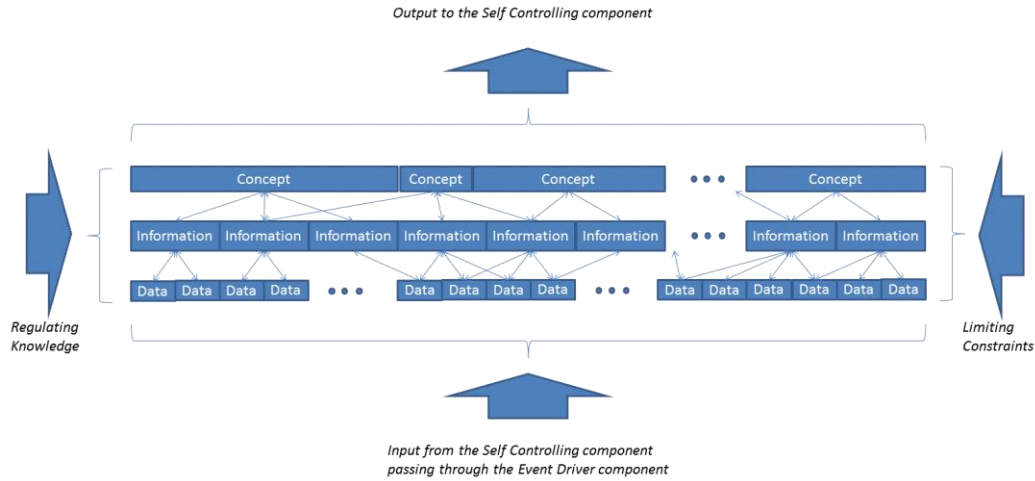 Output to the Self Controlling component
Concept Concept Concept Concept
Information Information Information Information Information Information Information Information
Data Data Data Data Data Data Data Data Data Data Data Data Data Data
Regulating
Knowledge
Limiting
Constraints
Input from the Self Controlling component
passing through the Event Driver component